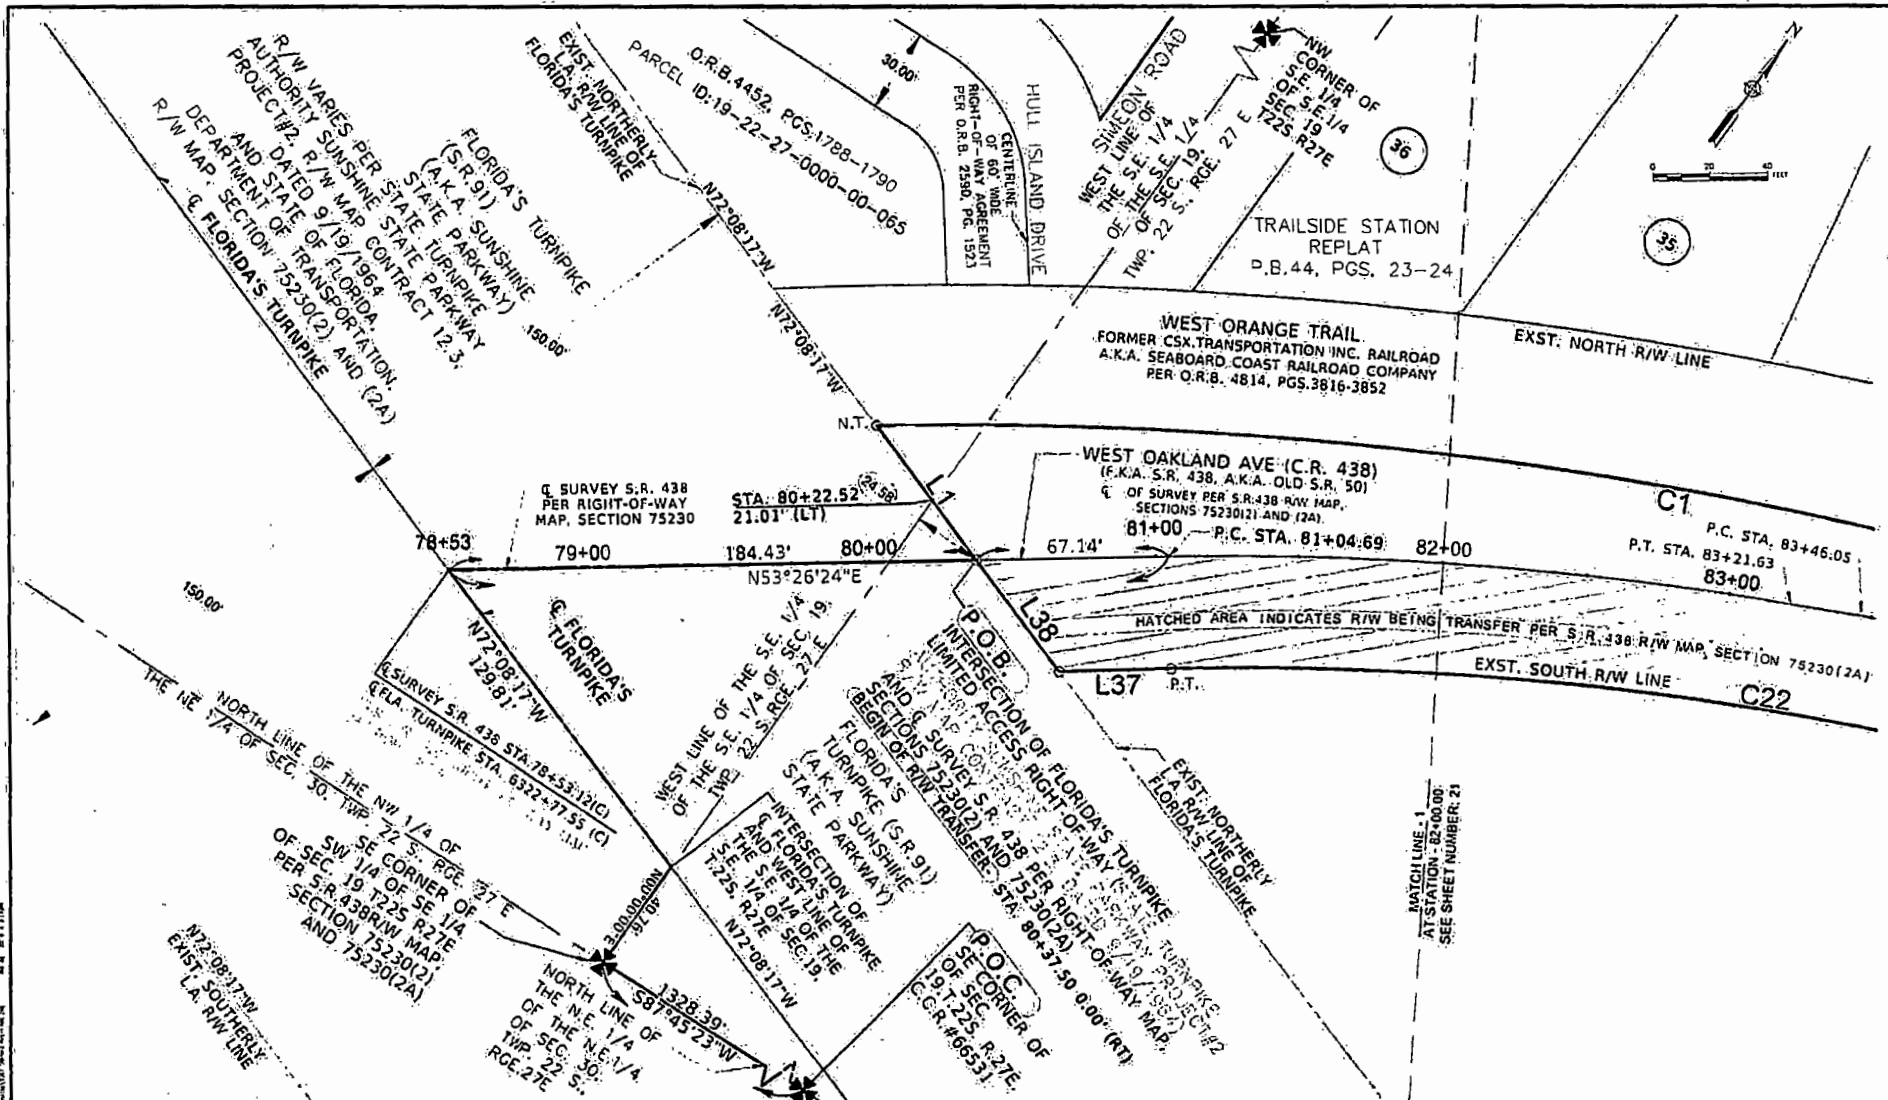 R/W VARIES PER STATE TURNPIKE
AUTHORITY SUNSHINE STATE PARKWAY
PROJECT#2, R/W MAP CONTRACT 12.3,
DATED 9/19/1964
AND STATE OF FLORIDA,
DEPARTMENT OF TRANSPORTATION,
R/W MAP, SECTION 75230(2) AND (2A)
℄ FLORIDA'S TURNPIKE
FLORIDA'S TURNPIKE
(S.R.91)
(A.K.A. SUNSHINE
STATE PARKWAY)
150.00'
EXIST. NORTHERLY
L.A. R/W LINE OF
FLORIDA'S TURNPIKE
O.R.B.4452, PGS.1788-1790
PARCEL ID:19-22-27-0000-00-065
N72°08'17"W
N72°08'17"W
30.00'
CENTERLINE
OF 60' WIDE
RIGHT-OF-WAY AGREEMENT
PER O.R.B. 2590, PG. 1523
HULL ISLAND DRIVE
SIMEON ROAD
WEST LINE OF
THE S.E. 1/4
OF THE S.E. 1/4
OF SEC. 19,
TWP. 22 S., RGE. 27 E
NW
CORNER OF
S.E. 1/4
OF S.E.1/4
SEC 19
T22S R27E
36
35
N
0 20 40
FEET
TRAILSIDE STATION
REPLAT
P.B.44, PGS. 23-24
WEST ORANGE TRAIL
FORMER CSX TRANSPORTATION INC. RAILROAD
A.K.A. SEABOARD COAST RAILROAD COMPANY
PER O.R.B. 4814, PGS.3816-3852
EXST. NORTH R/W LINE
N.T.
L1
WEST OAKLAND AVE (C.R. 438)
(F.K.A. S.R. 438, A.K.A. OLD S.R. 50)
℄ OF SURVEY PER S.R.438 R/W MAP,
SECTIONS 75230(2) AND (2A)
C1
℄ SURVEY S.R. 438
PER RIGHT-OF-WAY
MAP, SECTION 75230
STA. 80+22.52
21.01' (LT)
(24.58)
81+00
P.C. STA. 81+04.69
P.C. STA. 83+46.05
P.T. STA. 83+21.63
83+00
78+53
79+00
184.43'
80+00
67.14'
82+00
N53°26'24"E
HATCHED AREA INDICATES R/W BEING TRANSFER PER S.R. 438 R/W MAP, SECTION 75230(2A)
EXST. SOUTH R/W LINE
L38
L37
P.T.
C22
150.00'
℄ FLORIDA'S
TURNPIKE
N72°08'17"W
129.81'
℄ SURVEY S.R. 438 STA.78+53.12(C)
℄ FLA. TURNPIKE STA. 6322+77.55 (C)
NORTH LINE OF THE NW 1/4 OF
THE NE 1/4 OF SEC. 30, TWP. 22 S., RGE. 27 E
SE CORNER OF
SW 1/4 OF SE 1/4
OF SEC. 19 T22S R27E
PER S.R.438R/W MAP,
SECTION 75230(2)
AND 75230(2A)
WEST LINE OF THE S.E. 1/4
OF THE S.E. 1/4 OF SEC. 19,
TWP. 22 S. RGE. 27 E
INTERSECTION OF
℄ FLORIDA'S TURNPIKE
AND WEST LINE OF
THE S.E. 1/4 OF THE
S.E. 1/4 OF SEC.19,
T.22S, R27E
N72°08'17"W
FLORIDA'S
TURNPIKE (S.R.91)
(A.K.A. SUNSHINE
STATE PARKWAY)
P.O.B.
INTERSECTION OF FLORIDA'S TURNPIKE
LIMITED ACCESS RIGHT-OF-WAY
AND ℄ SURVEY S.R. 438 PER RIGHT-OF-WAY MAP,
SECTIONS 75230(2) AND 75230(2A)
BEGIN OF R/W TRANSFER STA. 80+37.50 0.00' (RT)
EXIST. NORTHERLY
L.A. R/W LINE OF
FLORIDA'S TURNPIKE
MATCH LINE - 1
AT STATION - 82+00.00
SEE SHEET NUMBER: 21
P.O.C.
SE CORNER OF
OF SEC.
19,T.22S, R.27E,
(C.C.R.#66531
N00°00'00"E
40.76'
1328.39'
S87°45'23"W
NORTH LINE OF
THE N.E. 1/4
OF THE N.E.1/4
OF SEC. 30,
TWP. 22 S.,
RGE.27E
N72°08'17"W
EXIST. SOUTHERLY
L.A. R/W LINE